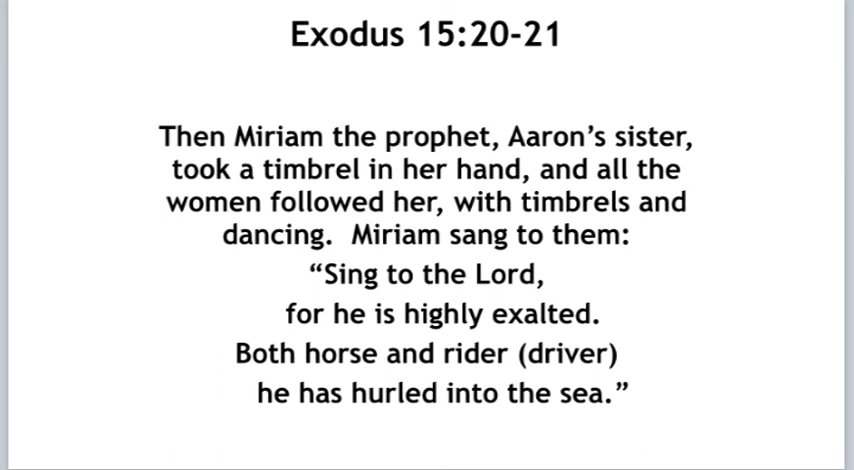 Exodus 15:20-21
Then Miriam the prophet, Aaron’s sister,
took a timbrel in her hand, and all the
women followed her, with timbrels and
dancing.  Miriam sang to them:
“Sing to the Lord,
for he is highly exalted.
Both horse and rider (driver)
he has hurled into the sea.”